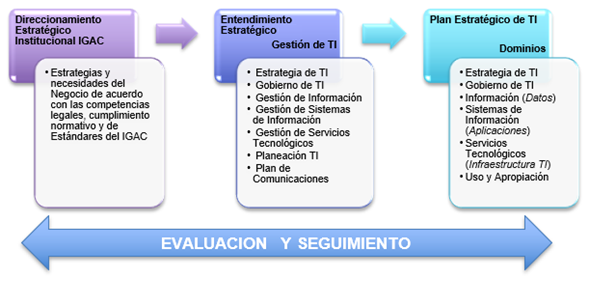 Direccionamiento
Estratégico
Institucional IGAC
• Estrategias y
necesidades del
Negocio de acuerdo
con las competencias
legales, cumplimiento
normativo y de
Estándares del IGAC
Entendimiento
Estratégico
Gestión de TI
• Estrategia de TI
• Gobierno de TI
• Gestión de Información
• Gestión de Sistemas
de Información
• Gestión de Servicios
Tecnológicos
• Planeación TI
• Plan de
Comunicaciones
Plan Estratégico de TI
Dominios
• Estrategia de TI
• Gobierno de TI
• Información (Datos)
• Sistemas de
Información
(Aplicaciones)
• Servicios
Tecnológicos
(Infraestructura TI)
• Uso y Apropiación
EVALUACION Y SEGUIMIENTO